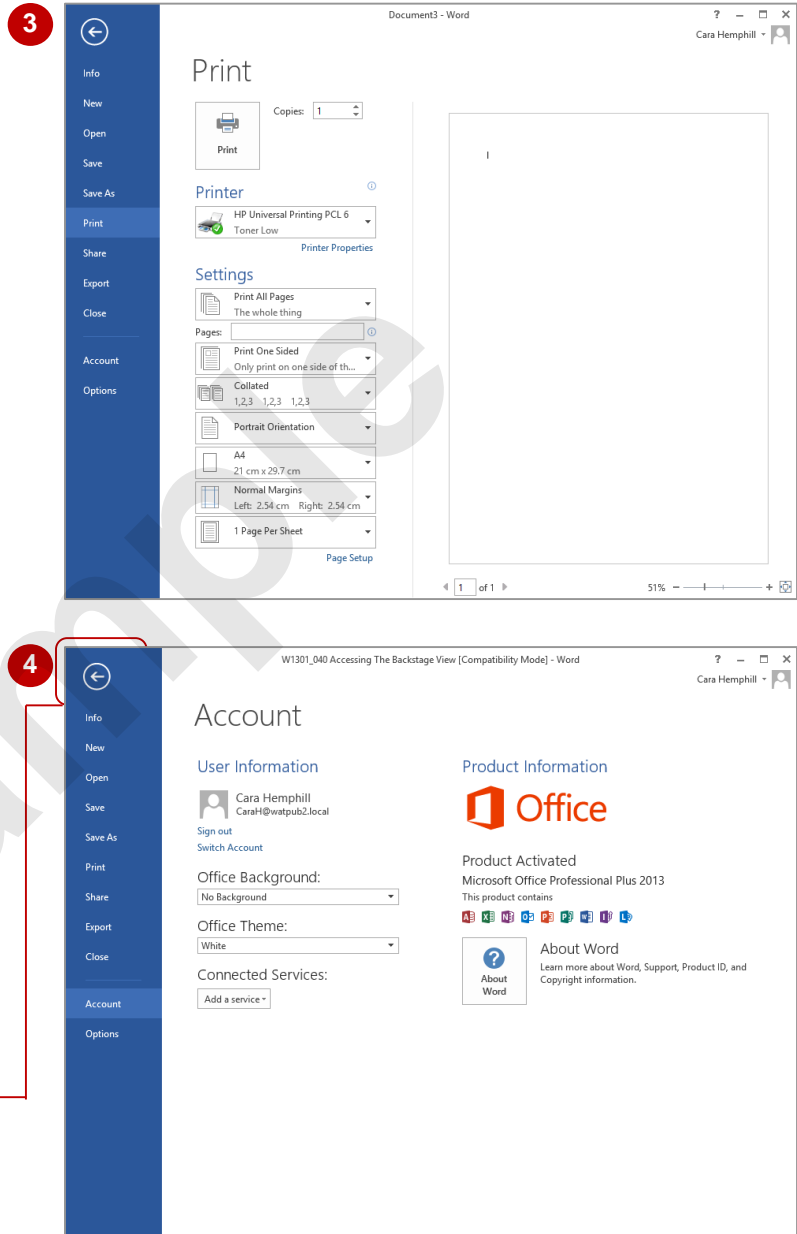 3
Document3 - Word
?
Cara Hemphill
Info
New
Open
Save
Save As
Print
Share
Export
Close
Account
Options
Print
Print
Copies: 1
Printer
HP Universal Printing PCL 6
Toner Low
Printer Properties
Settings
Print All Pages
The whole thing
Pages:
Print One Sided
Only print on one side of th...
Collated
1,2,3 1,2,3 1,2,3
Portrait Orientation
A4
21 cm x 29.7 cm
Normal Margins
Left: 2.54 cm Right: 2.54 cm
1 Page Per Sheet
Page Setup
1 of 1
51%
4
W1301_040 Accessing The Backstage View [Compatibility Mode] - Word
?
Cara Hemphill
Info
New
Open
Save
Save As
Print
Share
Export
Close
Account
Options
Account
User Information
Cara Hemphill
CaraH@watpub2.local
Sign out
Switch Account
Office Background:
No Background
Office Theme:
White
Connected Services:
Add a service
Product Information
Office
Product Activated
Microsoft Office Professional Plus 2013
This product contains
About Word
About Word
Learn more about Word, Support, Product ID, and
Copyright information.